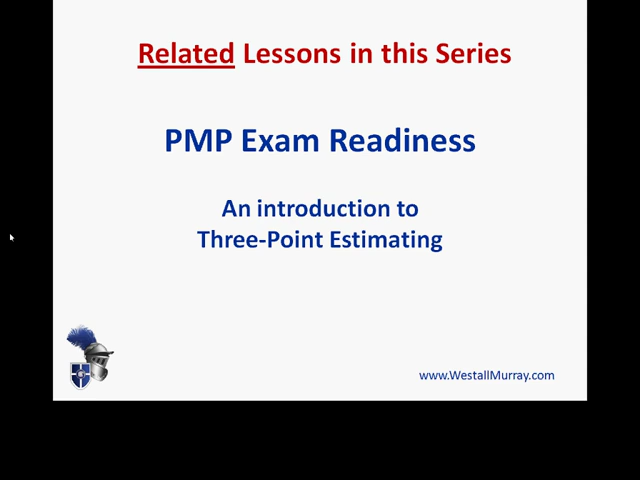 Related Lessons in this Series
PMP Exam Readiness
An introduction to
Three-Point Estimating
www.WestallMurray.com